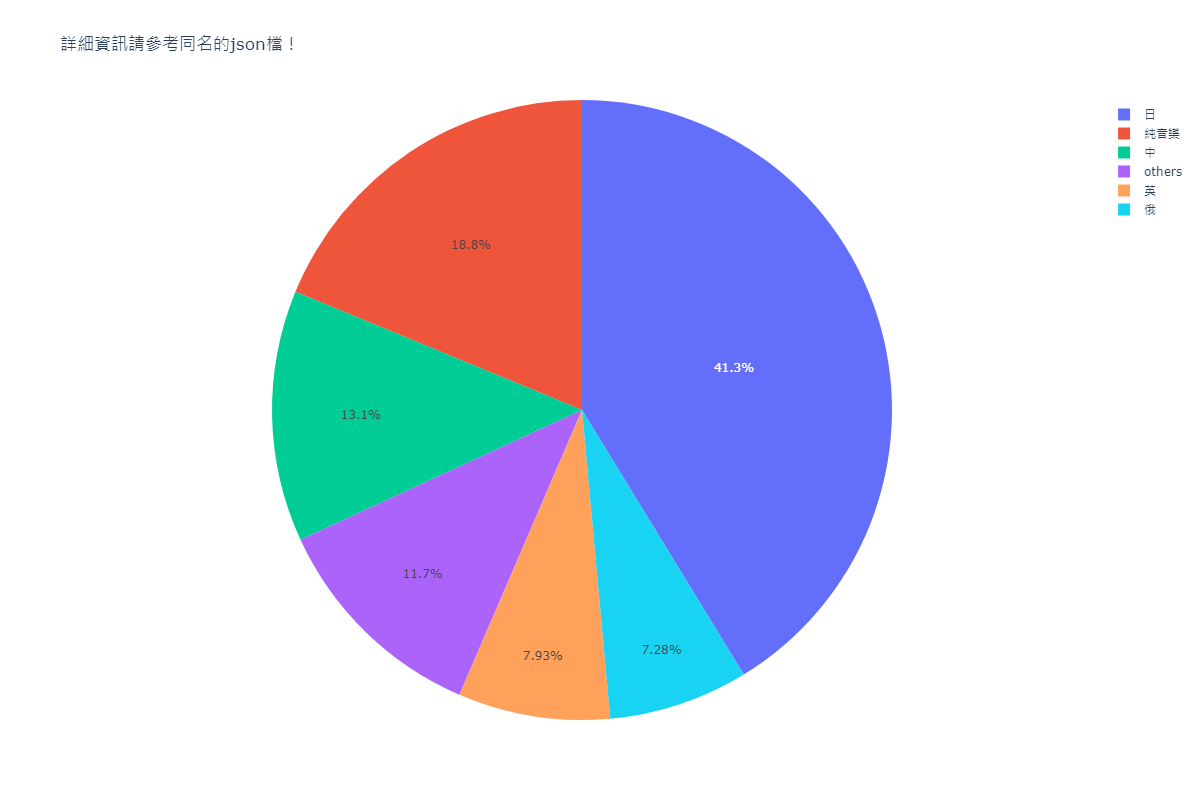 詳細資訊請參考同名的json檔！
日
純音樂
中
others
英
俄
18.8%
41.3%
13.1%
11.7%
7.93%
7.28%